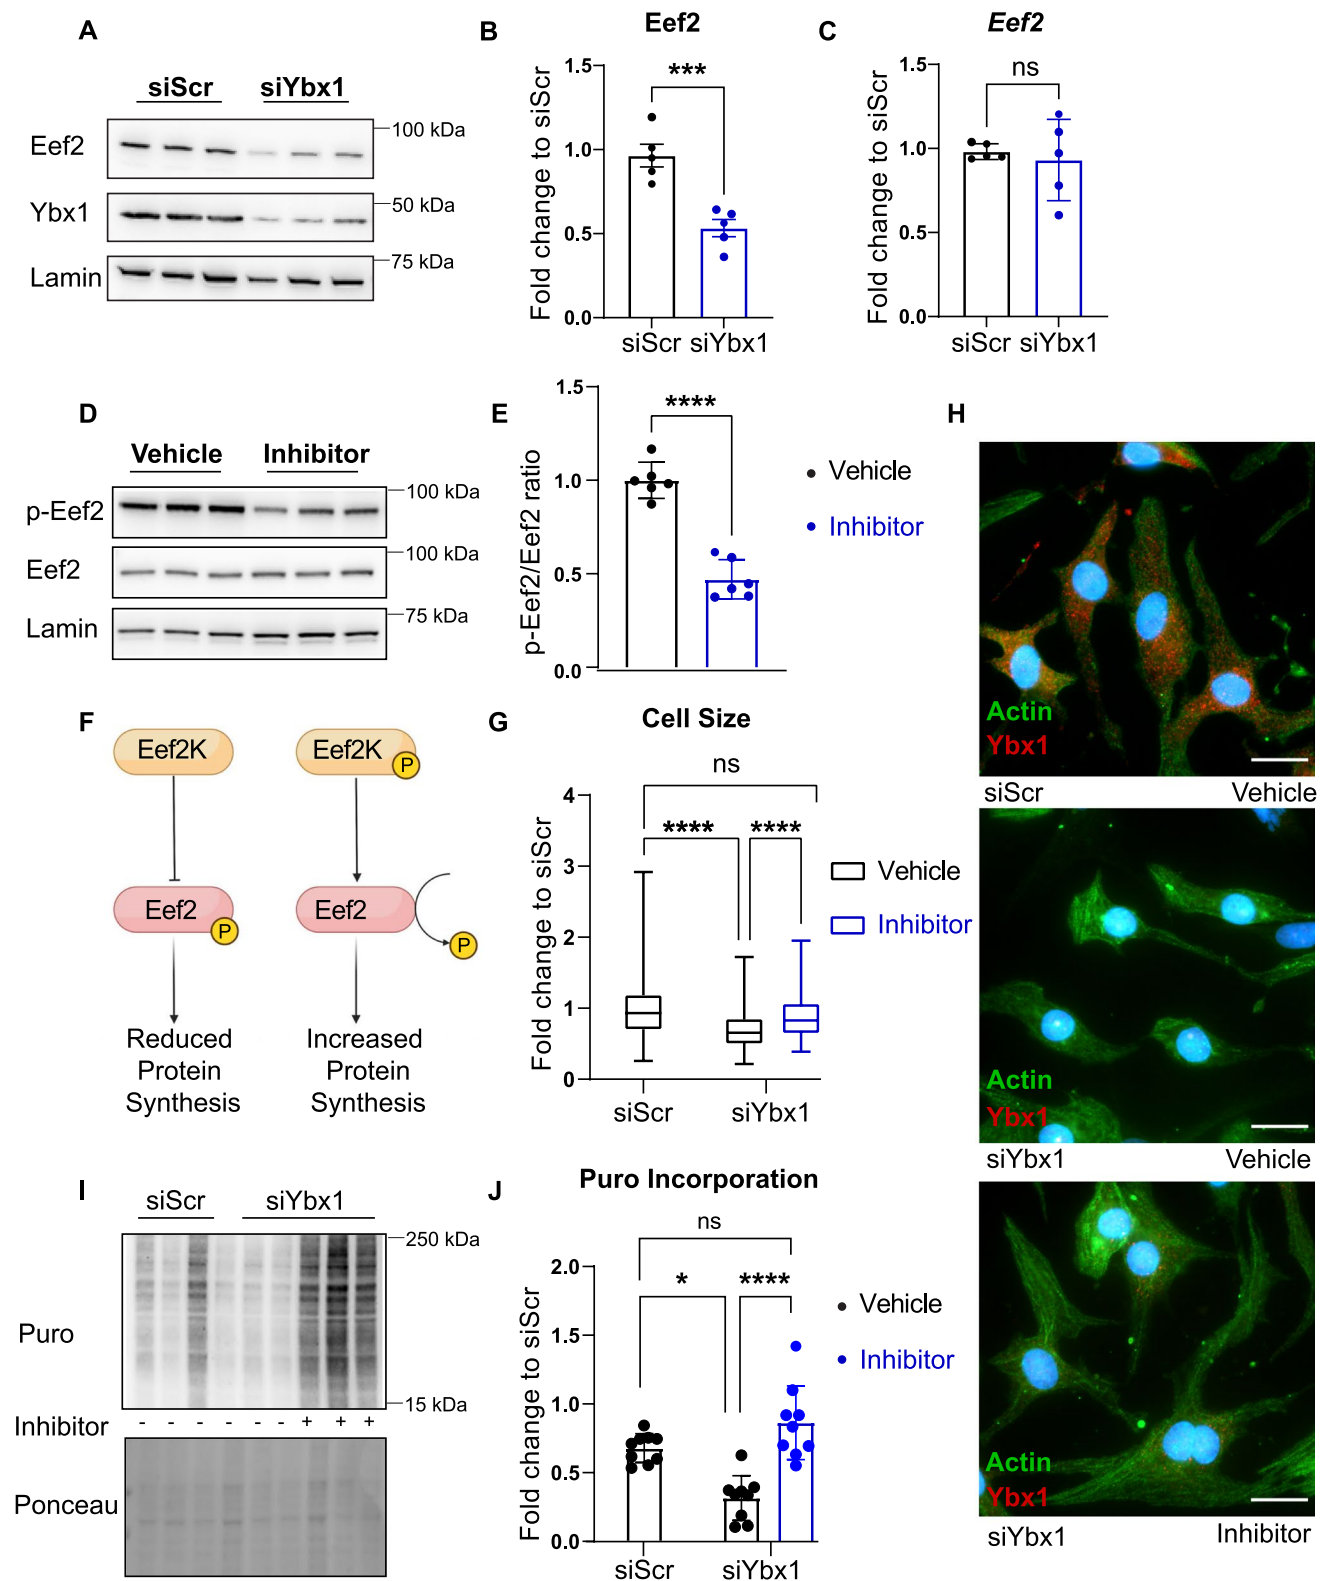 A
siScr siYbx1
Eef2
100 kDa
Ybx1
50 kDa
Lamin
75 kDa
B
Eef2
Fold change to siScr
1.5
1.0
0.5
0.0
***
siScr siYbx1
C
Eef2
Fold change to siScr
1.5
1.0
0.5
0.0
ns
siScr siYbx1
D
Vehicle Inhibitor
p-Eef2
100 kDa
Eef2
100 kDa
Lamin
75 kDa
E
p-Eef2/Eef2 ratio
1.5
1.0
0.5
0.0
****
Vehicle
Inhibitor
F
Eef2K
Eef2
P
Reduced
Protein
Synthesis
Eef2K
P
Eef2
P
Increased
Protein
Synthesis
G
Cell Size
Fold change to siScr
4
3
2
1
0
ns
**** ****
siScr siYbx1
Vehicle
Inhibitor
H
Actin
Ybx1
siScr Vehicle
Actin
Ybx1
siYbx1 Vehicle
Actin
Ybx1
siYbx1 Inhibitor
I
siScr siYbx1
Puro
250 kDa
15 kDa
Inhibitor - - - - - - + + +
Ponceau
J
Puro Incorporation
Fold change to siScr
2.0
1.5
1.0
0.5
0.0
ns
* ****
siScr siYbx1
Vehicle
Inhibitor